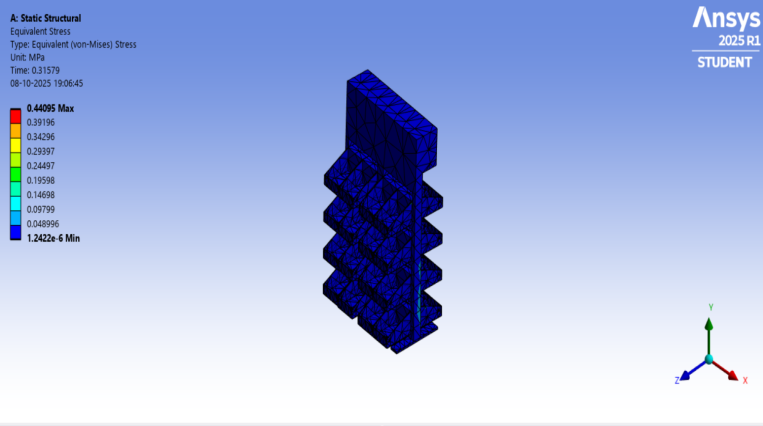 A: Static Structural
Equivalent Stress
Type: Equivalent (von-Mises) Stress
Unit: MPa
Time: 0.31579
08-10-2025 19:06:45
0.44095 Max
0.39196
0.34296
0.29397
0.24497
0.19598
0.14698
0.09799
0.048996
1.2422e-6 Min
Ansys
2025 R1
STUDENT
Y
Z
X